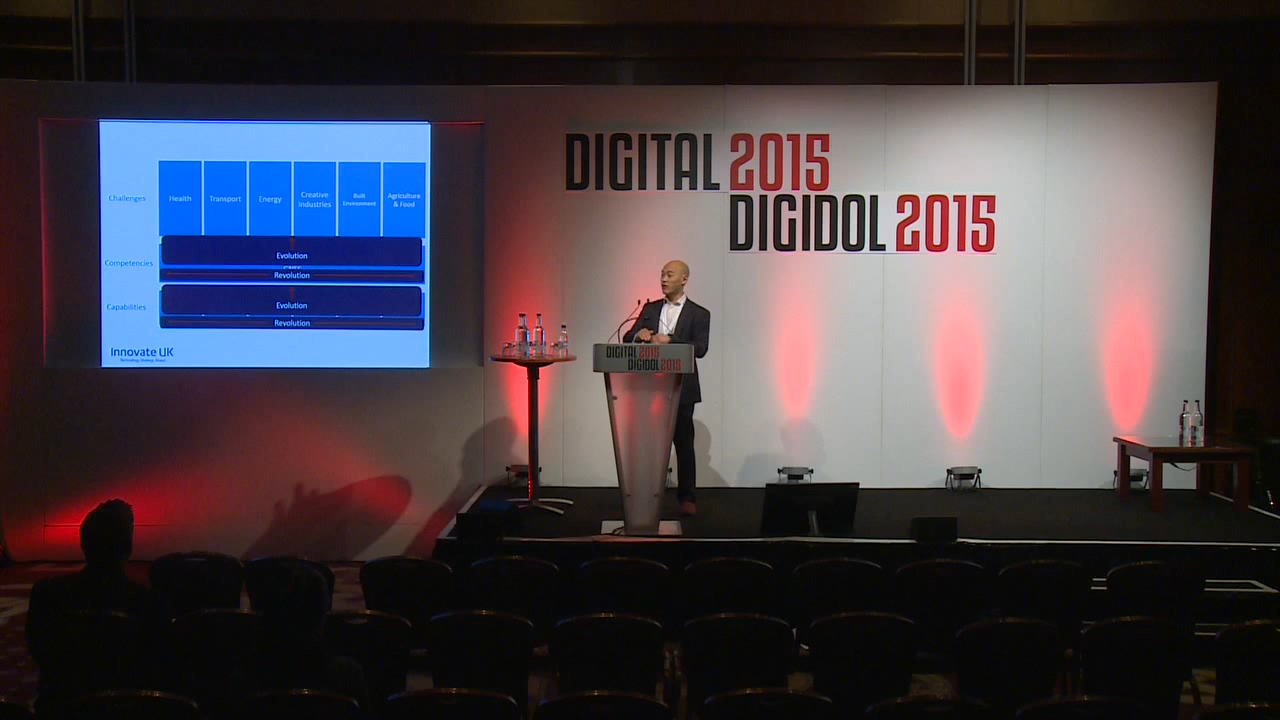 DIGITAL 2015
DIGIDOL 2015
Challenges
Health
Transport
Energy
Creative
Industries
Built
Environment
Agriculture
& Food
Competencies
Evolution
Revolution
Capabilities
Evolution
Revolution
Innovate UK
DIGITAL 2015
DIGIDOL 2015